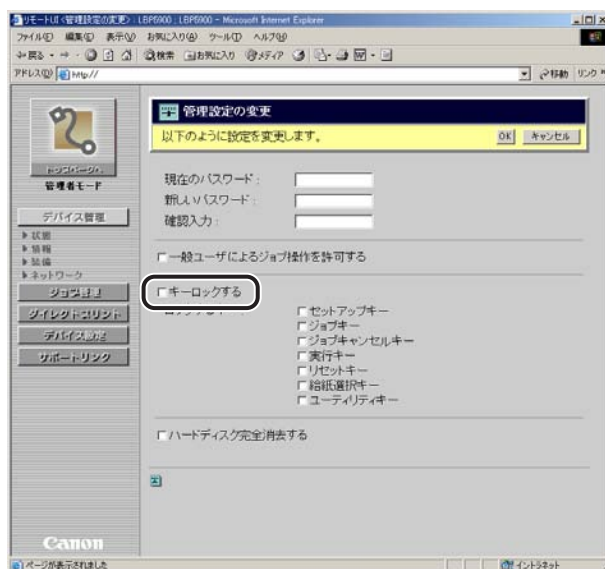 リモートUI <管理設定の変更> : LBP5900 ; LBP5900 - Microsoft Internet Explorer
ファイル(F) 編集(E) 表示(V) お気に入り(A) ツール(T) ヘルプ(H)
戻る 検索 お気に入り メディア
アドレス(D) http:// 移動 リンク »
管理設定の変更
以下のように設定を変更します。 OK キャンセル
トップページへ
管理者モード
デバイス管理
状態
情報
装備
ネットワーク
ジョブ管理
ダイレクトプリント
デバイス設定
サポートリンク
Canon
現在のパスワード :
新しいパスワード :
確認入力 :
一般ユーザによるジョブ操作を許可する
キーロックする
セットアップキー
ジョブキー
ジョブキャンセルキー
実行キー
リセットキー
給紙選択キー
ユーティリティキー
ハードディスク完全消去する
ページが表示されました イントラネット